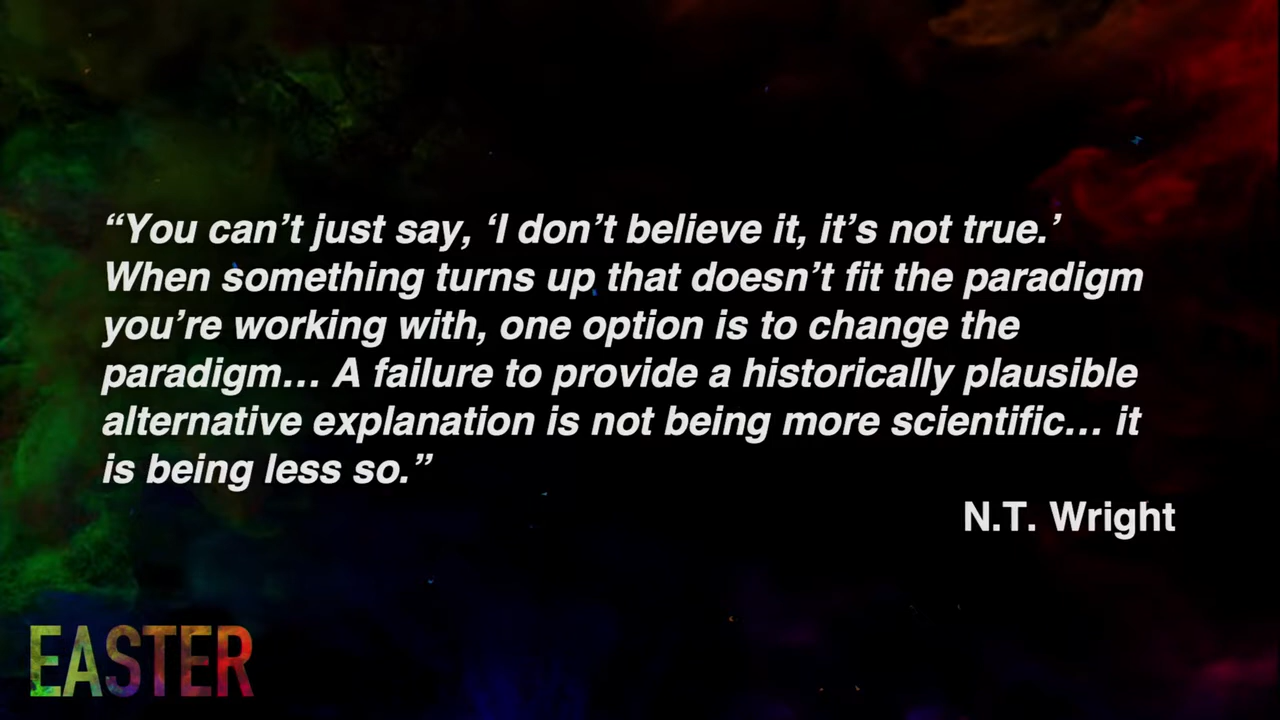 “You can’t just say, ‘I don’t believe it, it’s not true.’
When something turns up that doesn’t fit the paradigm
you’re working with, one option is to change the
paradigm… A failure to provide a historically plausible
alternative explanation is not being more scientific… it
is being less so.”
N.T. Wright
EASTER